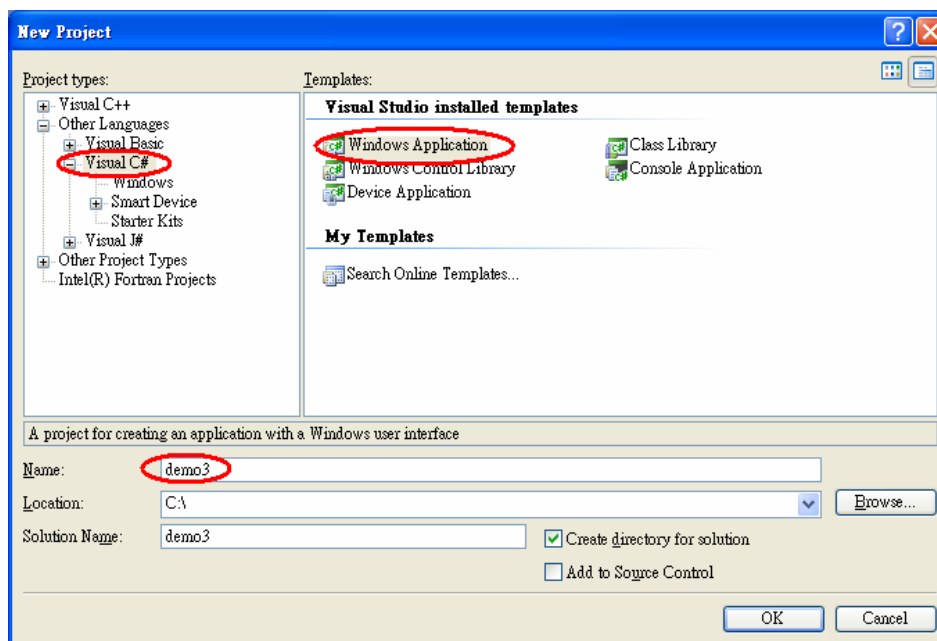 New Project
Project types:
Templates:
Visual C++
Other Languages
Visual Basic
Visual C#
Windows
Smart Device
Starter Kits
Visual J#
Other Project Types
Intel(R) Fortran Projects
Visual Studio installed templates
Windows Application
Class Library
Windows Control Library
Console Application
Device Application
My Templates
Search Online Templates...
A project for creating an application with a Windows user interface
Name:
demo3
Location:
C:\
Browse...
Solution Name:
demo3
Create directory for solution
Add to Source Control
OK
Cancel